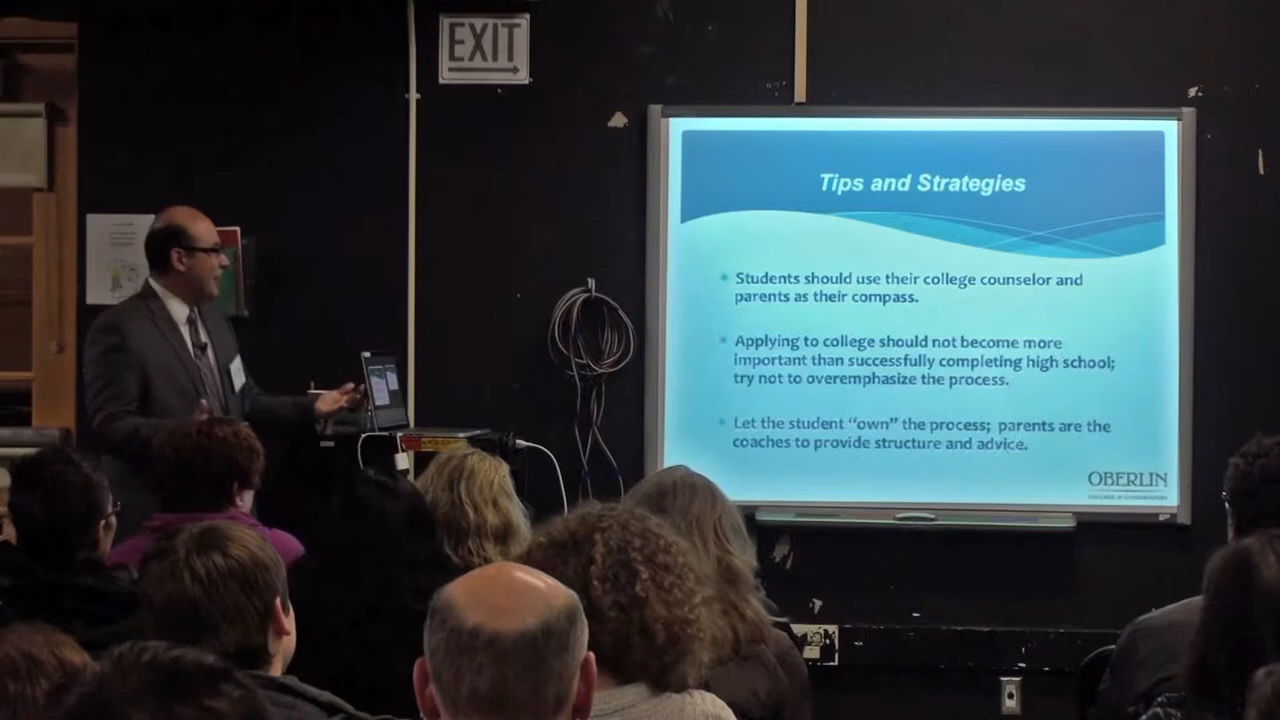 EXIT
Tips and Strategies
Students should use their college counselor and
parents as their compass.
Applying to college should not become more
important than successfully completing high school;
try not to overemphasize the process.
Let the student “own” the process; parents are the
coaches to provide structure and advice.
OBERLIN